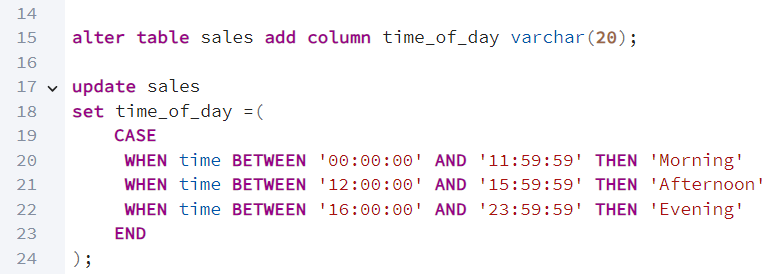 14
15 alter table sales add column time_of_day varchar(20);
16
17 update sales
18 set time_of_day =(
19 CASE
20 WHEN time BETWEEN '00:00:00' AND '11:59:59' THEN 'Morning'
21 WHEN time BETWEEN '12:00:00' AND '15:59:59' THEN 'Afternoon'
22 WHEN time BETWEEN '16:00:00' AND '23:59:59' THEN 'Evening'
23 END
24 );